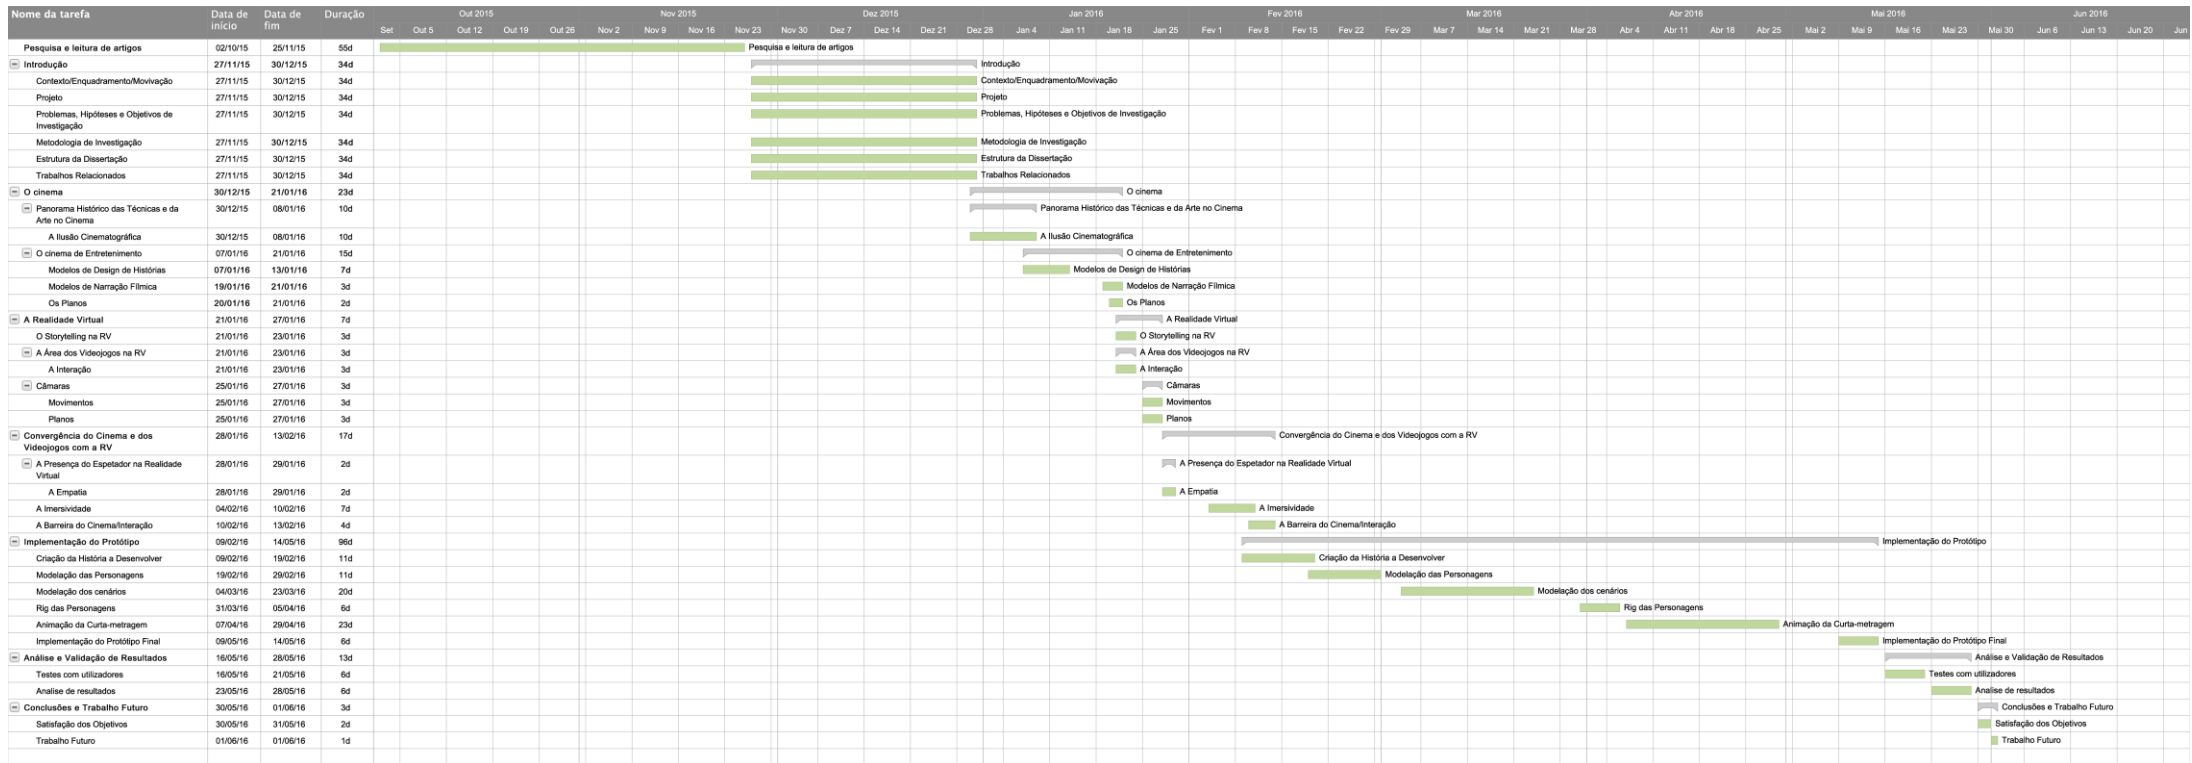 Nome da tarefa Data de início Data de fim Duração Out 2015 Nov 2015 Dez 2015 Jan 2016 Fev 2016 Mar 2016 Abr 2016 Mai 2016 Jun 2016
Set Out 5 Out 12 Out 19 Out 26 Nov 2 Nov 9 Nov 16 Nov 23 Nov 30 Dez 7 Dez 14 Dez 21 Dez 28 Jan 4 Jan 11 Jan 18 Jan 25 Fev 1 Fev 8 Fev 15 Fev 22 Fev 29 Mar 7 Mar 14 Mar 21 Mar 28 Abr 4 Abr 11 Abr 18 Abr 25 Mai 2 Mai 9 Mai 16 Mai 23 Mai 30 Jun 6 Jun 13 Jun 20 Jun
Pesquisa e leitura de artigos 02/10/15 25/11/15 55d Pesquisa e leitura de artigos
Introdução 27/11/15 30/12/15 34d Introdução
Contexto/Enquadramento/Movivação 27/11/15 30/12/15 34d Contexto/Enquadramento/Movivação
Projeto 27/11/15 30/12/15 34d Projeto
Problemas, Hipóteses e Objetivos de Investigação 27/11/15 30/12/15 34d Problemas, Hipóteses e Objetivos de Investigação
Metodologia de Investigação 27/11/15 30/12/15 34d Metodologia de Investigação
Estrutura da Dissertação 27/11/15 30/12/15 34d Estrutura da Dissertação
Trabalhos Relacionados 27/11/15 30/12/15 34d Trabalhos Relacionados
O cinema 30/12/15 21/01/16 23d O cinema
Panorama Histórico das Técnicas e da Arte no Cinema 30/12/15 08/01/16 10d Panorama Histórico das Técnicas e da Arte no Cinema
A Ilusão Cinematográfica 30/12/15 08/01/16 10d A Ilusão Cinematográfica
O cinema de Entretenimento 07/01/16 21/01/16 15d O cinema de Entretenimento
Modelos de Design de Histórias 07/01/16 13/01/16 7d Modelos de Design de Histórias
Modelos de Narração Fílmica 19/01/16 21/01/16 3d Modelos de Narração Fílmica
Os Planos 20/01/16 21/01/16 2d Os Planos
A Realidade Virtual 21/01/16 27/01/16 7d A Realidade Virtual
O Storytelling na RV 21/01/16 23/01/16 3d O Storytelling na RV
A Área dos Videojogos na RV 21/01/16 23/01/16 3d A Área dos Videojogos na RV
A Interação 21/01/16 23/01/16 3d A Interação
Câmaras 25/01/16 27/01/16 3d Câmaras
Movimentos 25/01/16 27/01/16 3d Movimentos
Planos 25/01/16 27/01/16 3d Planos
Convergência do Cinema e dos Videojogos com a RV 28/01/16 13/02/16 17d Convergência do Cinema e dos Videojogos com a RV
A Presença do Espetador na Realidade Virtual 28/01/16 29/01/16 2d A Presença do Espetador na Realidade Virtual
A Empatia 28/01/16 29/01/16 2d A Empatia
A Imersividade 04/02/16 10/02/16 7d A Imersividade
A Barreira do Cinema/Interação 10/02/16 13/02/16 4d A Barreira do Cinema/Interação
Implementação do Protótipo 09/02/16 14/05/16 96d Implementação do Protótipo
Criação da História a Desenvolver 09/02/16 19/02/16 11d Criação da História a Desenvolver
Modelação das Personagens 19/02/16 29/02/16 11d Modelação das Personagens
Modelação dos cenários 04/03/16 23/03/16 20d Modelação dos cenários
Rig das Personagens 31/03/16 05/04/16 6d Rig das Personagens
Animação da Curta-metragem 07/04/16 29/04/16 23d Animação da Curta-metragem
Implementação do Protótipo Final 09/05/16 14/05/16 6d Implementação do Protótipo Final
Análise e Validação de Resultados 16/05/16 28/05/16 13d Análise e Validação de Resultados
Testes com utilizadores 16/05/16 21/05/16 6d Testes com utilizadores
Analise de resultados 23/05/16 28/05/16 6d Analise de resultados
Conclusões e Trabalho Futuro 30/05/16 01/06/16 3d Conclusões e Trabalho Futuro
Satisfação dos Objetivos 30/05/16 31/05/16 2d Satisfação dos Objetivos
Trabalho Futuro 01/06/16 01/06/16 1d Trabalho Futuro